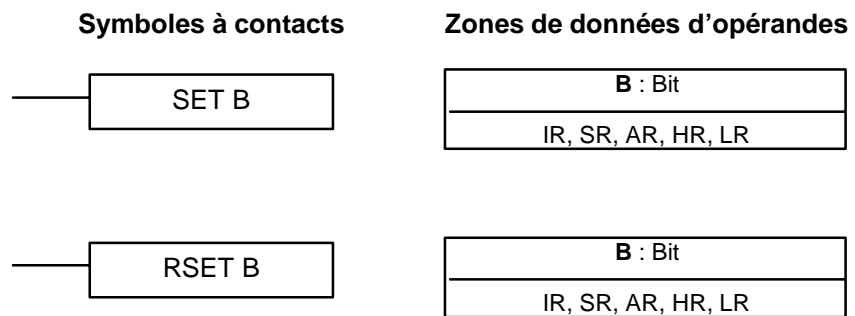 Symboles à contacts
Zones de données d’opérandes
SET B
B : Bit
IR, SR, AR, HR, LR
RSET B
B : Bit
IR, SR, AR, HR, LR